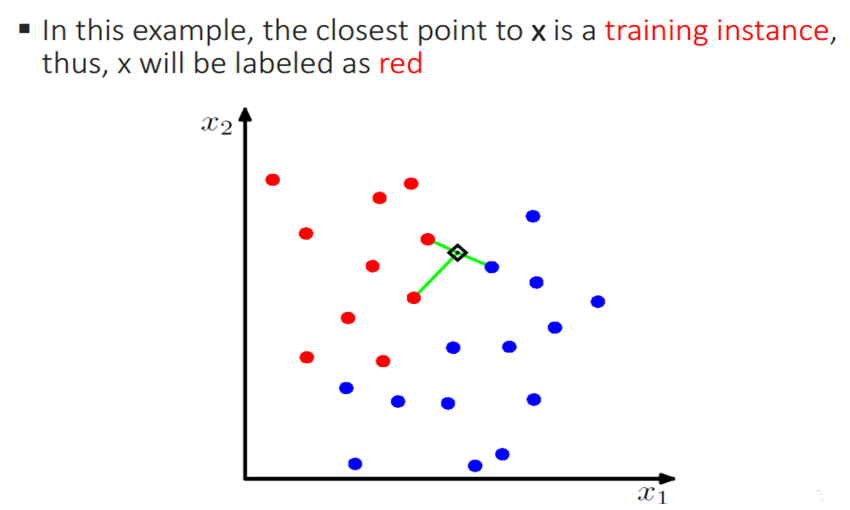 ▪ In this example, the closest point to x is a training instance,
thus, x will be labeled as red
x₂
x₁